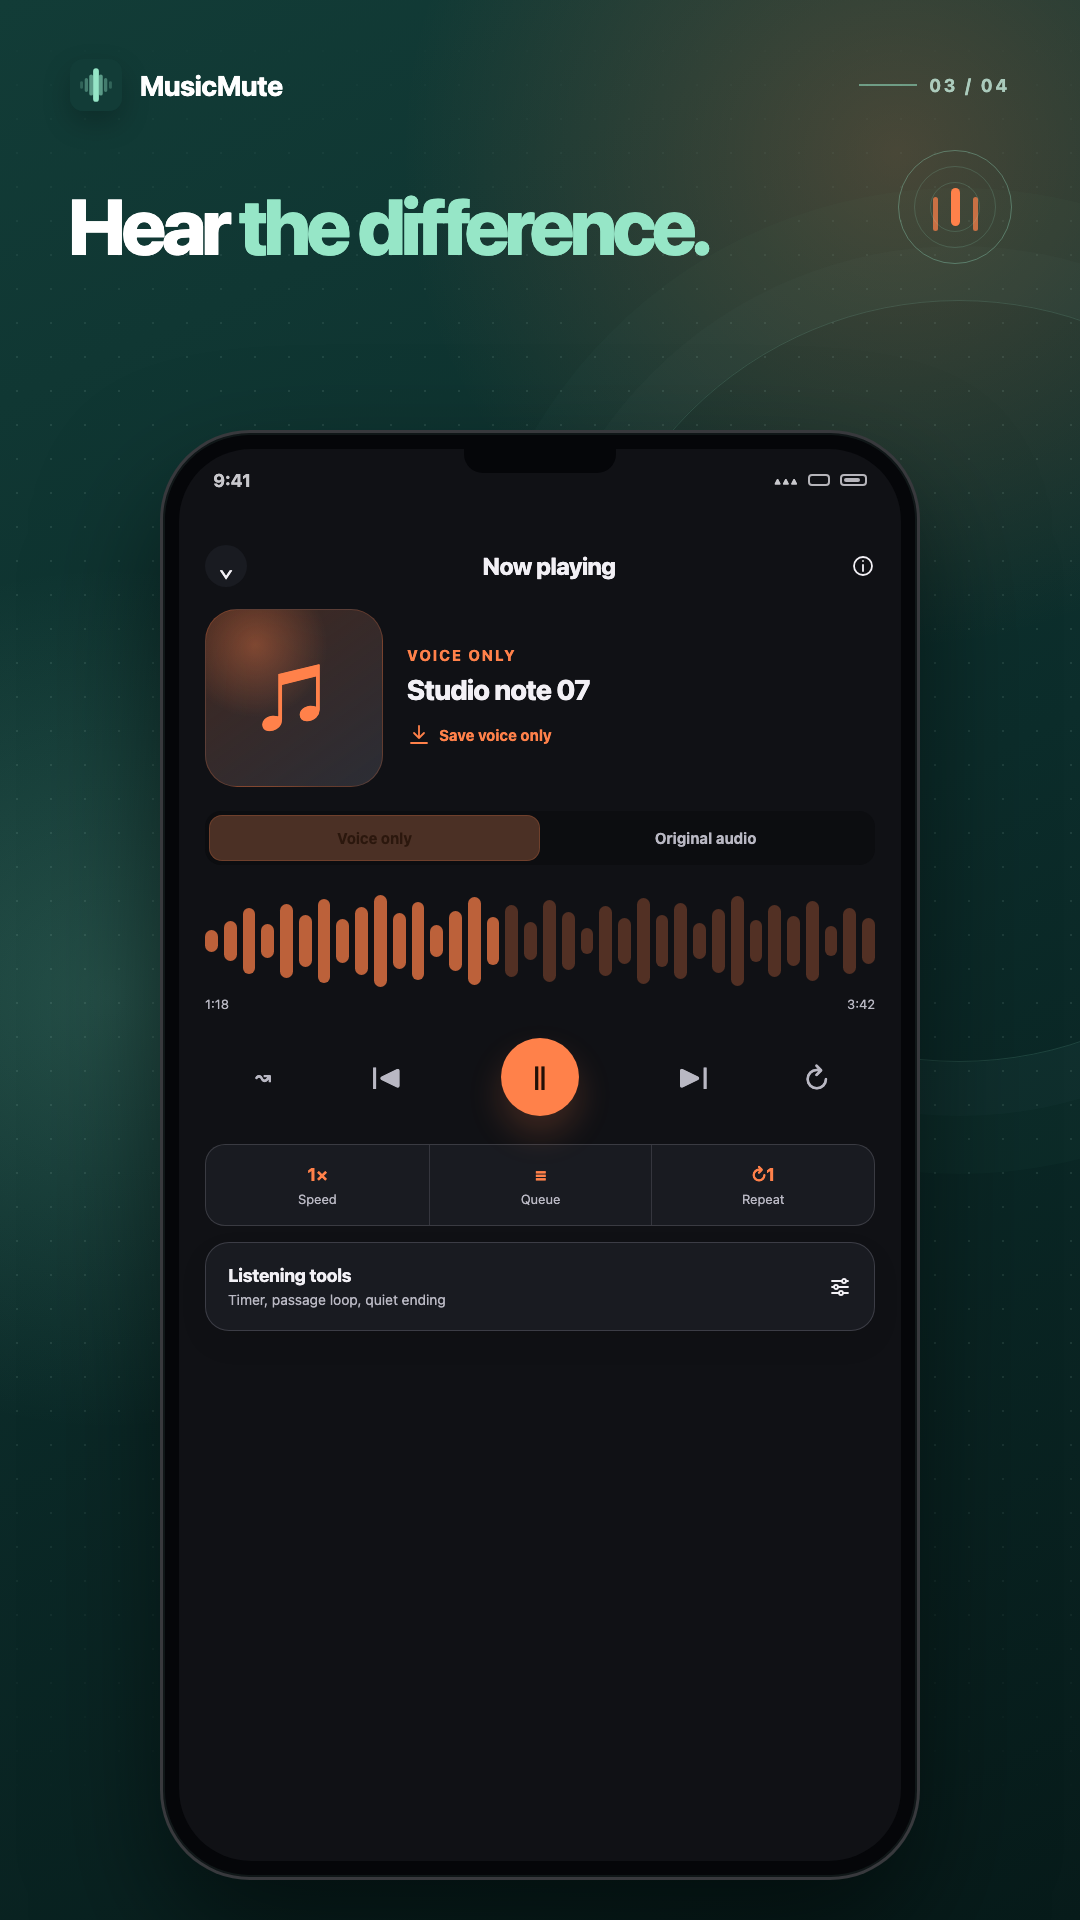 MusicMute
03 / 04
Hear the difference.
9:41
Now playing
VOICE ONLY
Studio note 07
Save voice only
Voice only
Original audio
1:18
3:42
1×
Speed
Queue
1
Repeat
Listening tools
Timer, passage loop, quiet ending